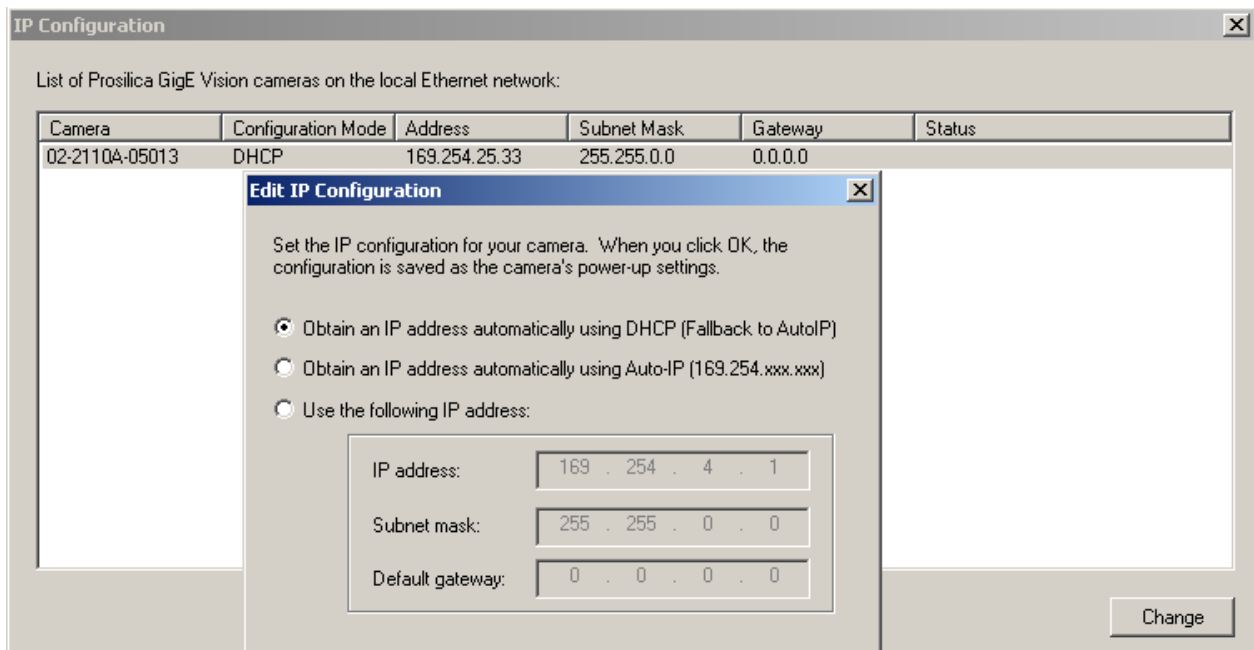 IP Configuration
List of Prosilica GigE Vision cameras on the local Ethernet network:
Camera Configuration Mode Address Subnet Mask Gateway Status
02-2110A-05013 DHCP 169.254.25.33 255.255.0.0 0.0.0.0
Edit IP Configuration
Set the IP configuration for your camera. When you click OK, the
configuration is saved as the camera's power-up settings.
Obtain an IP address automatically using DHCP (Fallback to AutoIP)
Obtain an IP address automatically using Auto-IP (169.254.xxx.xxx)
Use the following IP address:
IP address: 169 . 254 . 4 . 1
Subnet mask: 255 . 255 . 0 . 0
Default gateway: 0 . 0 . 0 . 0
Change